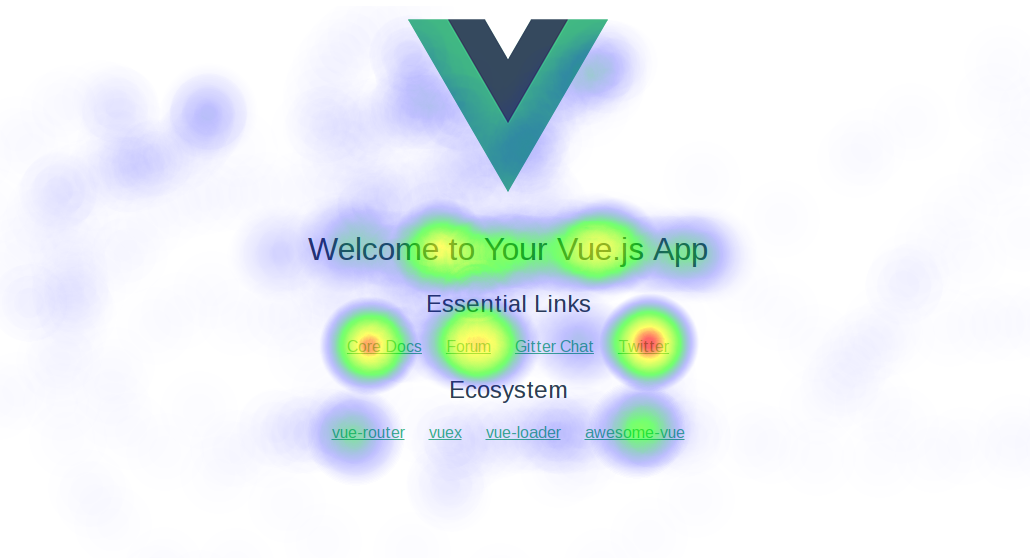 Welcome to Your Vue.js App
Essential Links
Core Docs Forum Gitter Chat Twitter
Ecosystem
vue-router vuex vue-loader awesome-vue